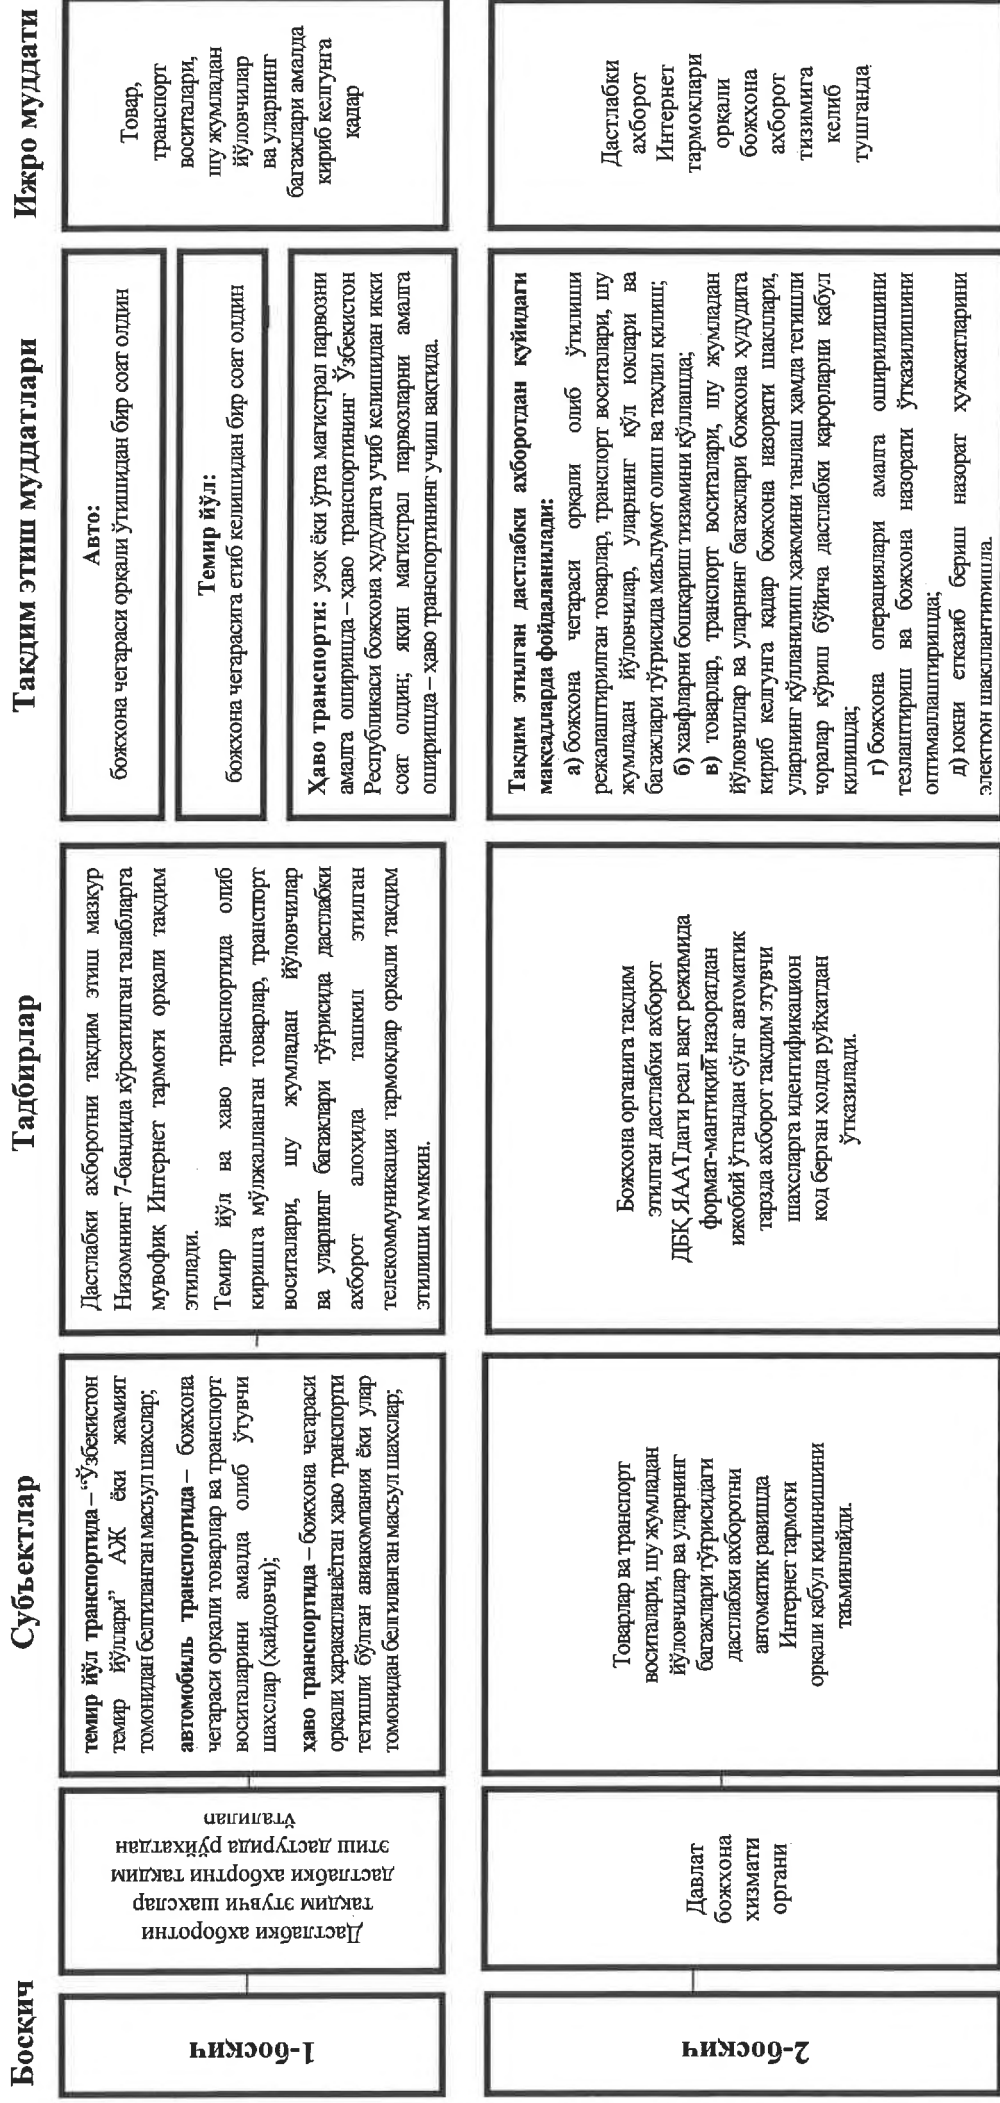 Босқич
Субъектлар
Тадбирлар
Тақдим этиш муддатлари
Ижро муддати
1-босқич
Дастлабки ахборотни
тақдим этувчи шахслар
дастлабки ахбортни тақдим
этиш дастурида рўйхатдан
ўтадилар
темир йўл транспортида – “Ўзбекистон
темир йўллари” АЖ ёки жамият
томонидан белгиланган масъул шахслар;
автомобиль транспортида – божхона
чегараси орқали товарлар ва транспорт
воситаларини амалда олиб ўтувчи
шахслар (ҳайдовчи);
ҳаво транспортида – божхона чегараси
орқали ҳаракатланаётган ҳаво транспорти
тегишли бўлган авиакомпания ёки улар
томонидан белгиланган масъул шахслар;
Дастлабки ахборотни тақдим этиш мазкур
Низомнинг 7-бандида кўрсатилган талабларга
мувофиқ Интернет тармоғи орқали тақдим
этилади.
Темир йўл ва хаво транспортида олиб
киришга мўлжалланган товарлар, транспорт
воситалари, шу жумладан йўловчилар
ва уларнинг багажлари тўғрисида дастлабки
ахборот алоҳида ташкил этилган
телекоммуникация тармоқлар орқали тақдим
этилиши мумкин.
Авто:
божхона чегараси орқали ўтишидан бир соат олдин
Темир йўл:
божхона чегарасига етиб келишидан бир соат олдин
Ҳаво транспорти: узоқ ёки ўрта магистрал парвозни
амалга оширишда – ҳаво транспортининг Ўзбекистон
Республикаси божхона ҳудудига учиб келишидан икки
соат олдин; яқин магистрал парвозларни амалга
оширишда – ҳаво транспортининг учиш вақтида.
Товар,
транспорт
воситалари,
шу жумладан
йўловчилар
ва уларнинг
багажлари амалда
кириб келгунга
қадар
2-босқич
Давлат
божхона
хизмати
органи
Товарлар ва транспорт
воситалари, шу жумладан
йўловчилар ва уларнинг
багажлари тўғрисидаги
дастлабки ахборотни
автоматик равишда
Интернет тармоғи
орқали қабул қилинишини
таъминлайди.
Божхона органига тақдим
этилган дастлабки ахборот
ДБҚ ЯААТдаги реал вақт режимида
формат-мантиқий назоратдан
ижобий ўтгандан сўнг автоматик
тарзда ахборот тақдим этувчи
шахсларга идентификацион
код берган ҳолда руйхатдан
ўтказилади.
Тақдим этилган дастлабки ахборотдан қуйидаги
мақсадларда фойдаланилади:
а) божхона чегараси орқали олиб ўтилиши
режалаштирилган товарлар, транспорт воситалари, шу
жумладан йўловчилар, уларнинг қўл юклари ва
багажлари тўғрисида маълумот олиш ва таҳлил қилиш;
б) хавфларни бошқариш тизимини қўллашда;
в) товарлар, транспорт воситалари, шу жумладан
йўловчилар ва уларнинг багажлари божхона ҳудудига
кириб келгунга қадар божхона назорати шакллари,
уларнинг қўлланилиш ҳажмини танлаш ҳамда тегишли
чоралар кўриш бўйича дастлабки қарорларни қабул
қилишда;
г) божхона операциялари амалга оширилишини
тезлаштириш ва божхона назорати ўтказилишини
оптималлаштиришда;
д) юкни етказиб бериш назорат ҳужжатларини
электрон шакллантиришда.
Дастлабки
ахборот
Интернет
тармоқлари
орқали
божхона
ахборот
тизимига
келиб
тушганда